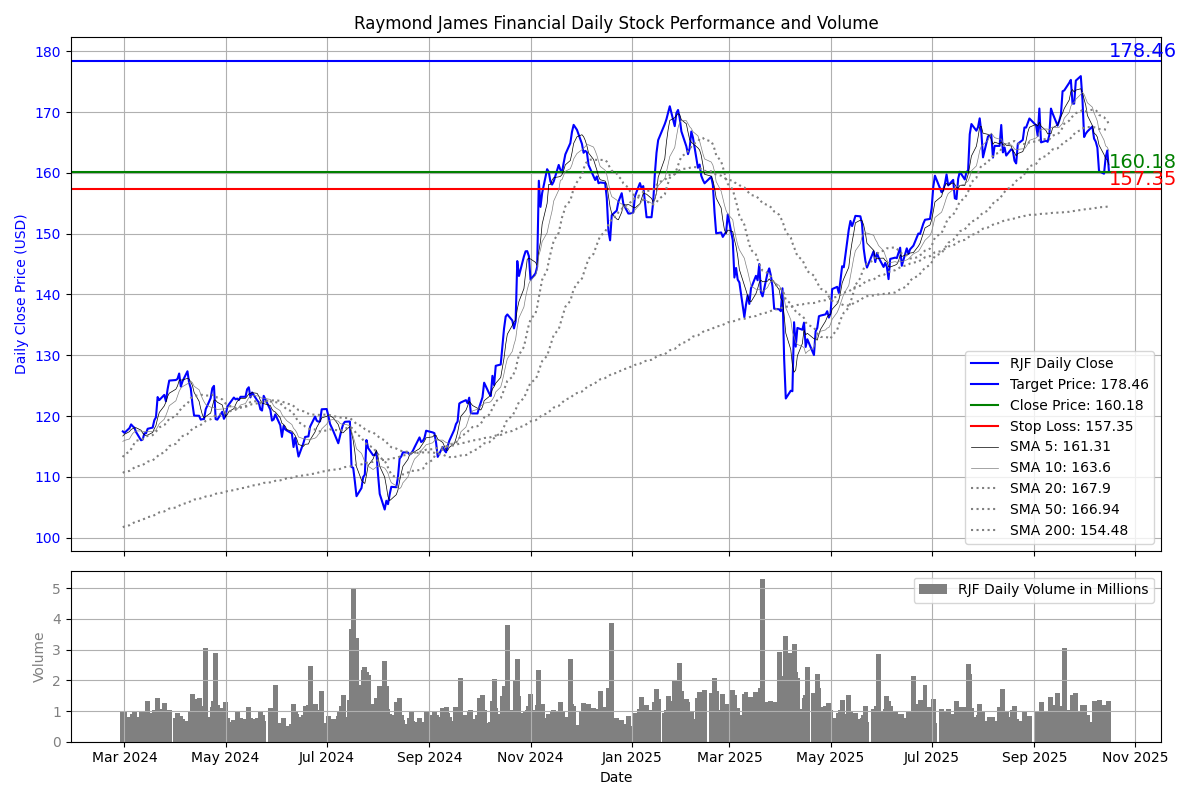 Raymond James Financial Daily Stock Performance and Volume
Daily Close Price (USD)
180
170
160
150
140
130
120
110
100
178.46
160.18
157.35
RJF Daily Close
Target Price: 178.46
Close Price: 160.18
Stop Loss: 157.35
SMA 5: 161.31
SMA 10: 163.6
SMA 20: 167.9
SMA 50: 166.94
SMA 200: 154.48
Volume
5
4
3
2
1
0
RJF Daily Volume in Millions
Mar 2024 May 2024 Jul 2024 Sep 2024 Nov 2024 Jan 2025 Mar 2025 May 2025 Jul 2025 Sep 2025 Nov 2025
Date